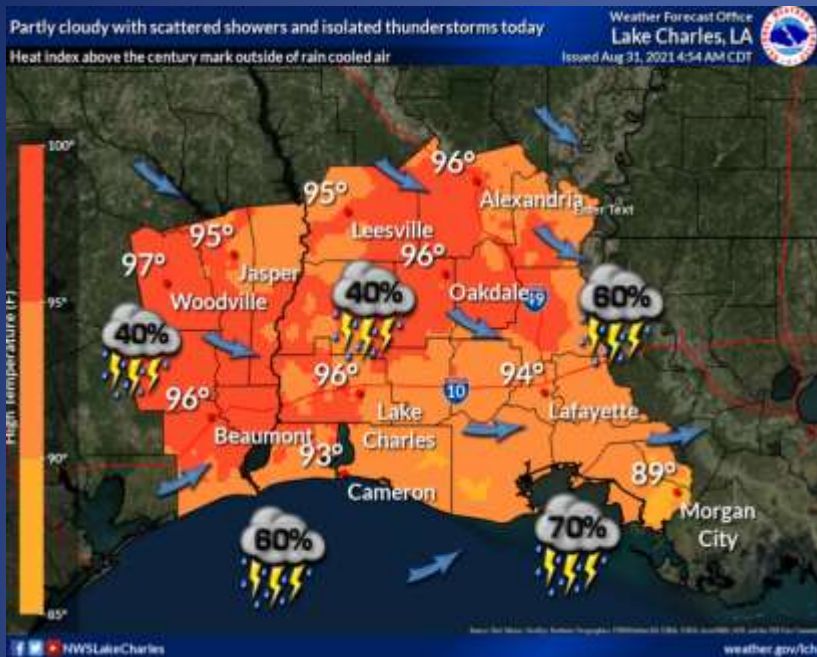 Partly cloudy with scattered showers and isolated thunderstorms today
Heat index above the century mark outside of rain cooled air
Weather Forecast Office
Lake Charles, LA
Issued Aug 31, 2021 4:54 AM CDT
100°
95°
90°
85°
High Temperature (F)
96°
Alexandria
Enter Text
95°
Leesville
95°
Jasper
97°
Woodville
96°
Oakdale
49
40%
40%
60%
96°
Beaumont
96°
Lake
Charles
10
94°
Lafayette
93°
Cameron
89°
Morgan
City
60%
70%
NWSLakeCharles
weather.gov/lch